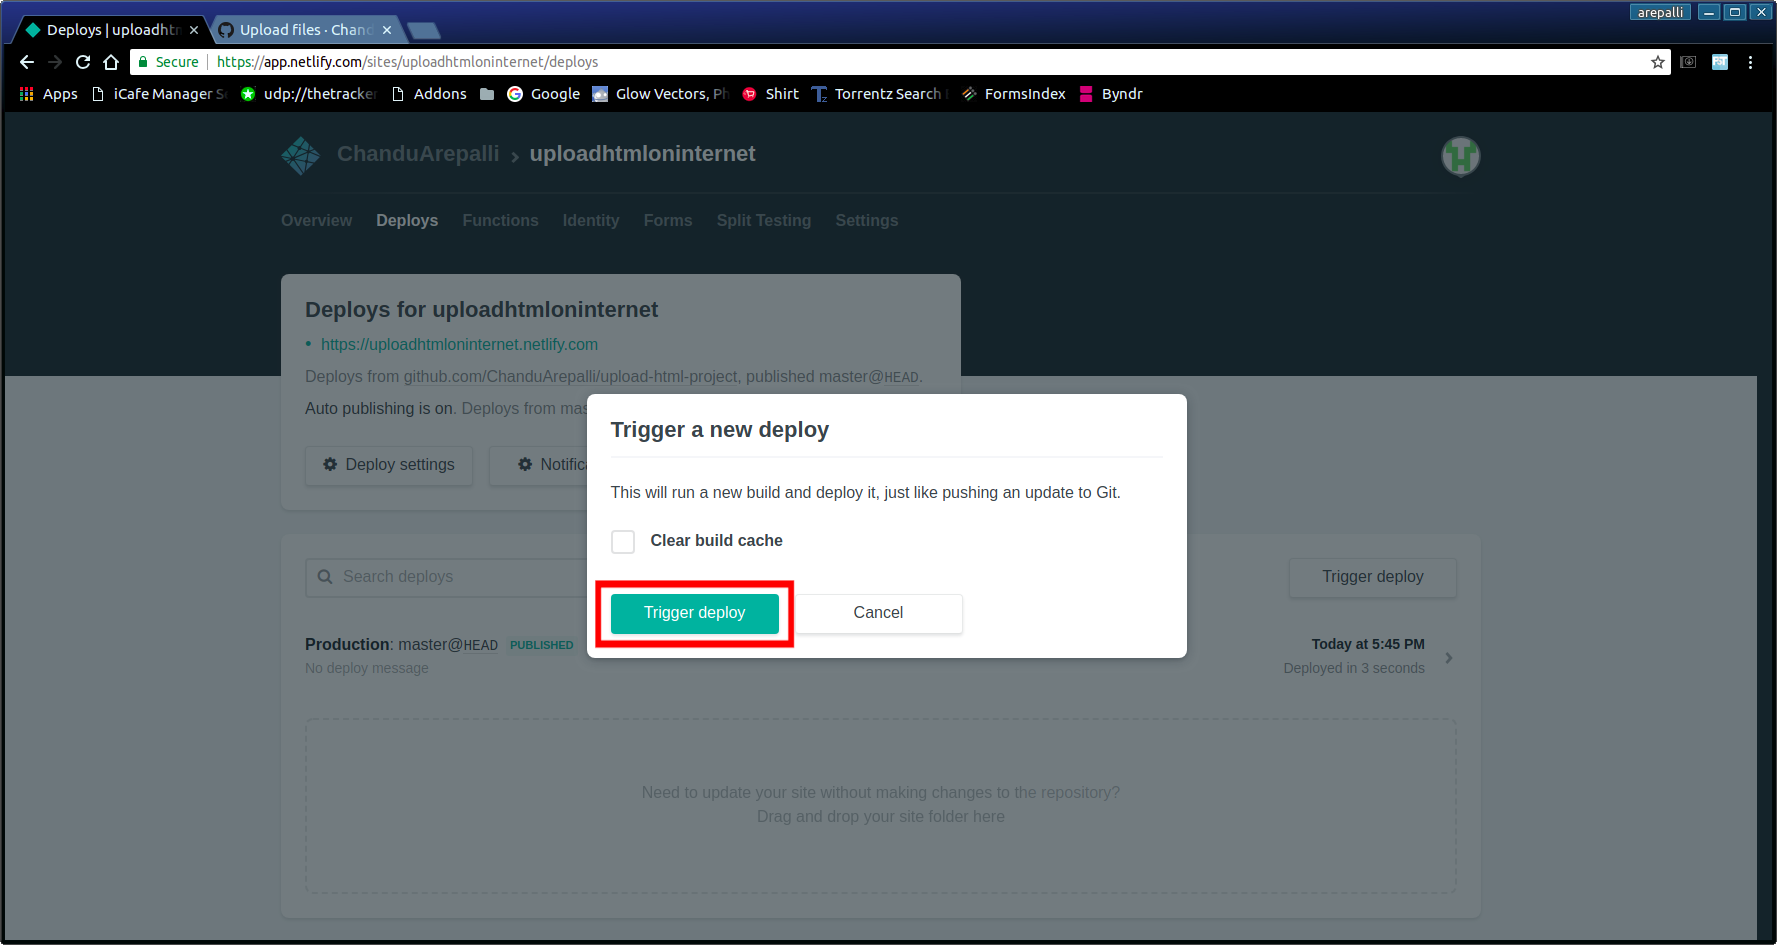 arepalli
Deploys | uploadhtm
Upload files · Chand
Secure
https://app.netlify.com/sites/uploadhtmloninternet/deploys
Apps
iCafe Manager Se
udp://thetracker
Addons
Google
Glow Vectors, Ph
Shirt
Torrentz Search
FormsIndex
Byndr
ChanduArepalli › uploadhtmloninternet
Overview Deploys Functions Identity Forms Split Testing Settings
Deploys for uploadhtmloninternet
• https://uploadhtmloninternet.netlify.com
Deploys from github.com/ChanduArepalli/upload-html-project, published master@HEAD.
Auto publishing is on. Deploys from mas
Deploy settings
Notifica
Trigger a new deploy
This will run a new build and deploy it, just like pushing an update to Git.
Clear build cache
Trigger deploy
Cancel
Search deploys
Trigger deploy
Production: master@HEAD PUBLISHED
No deploy message
Today at 5:45 PM
Deployed in 3 seconds
Need to update your site without making changes to the repository?
Drag and drop your site folder here